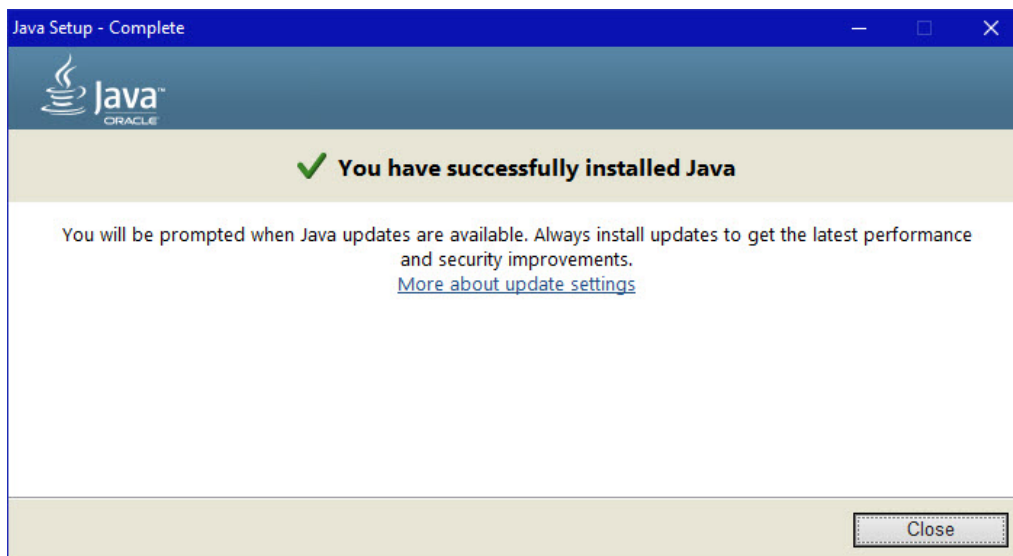 Java Setup - Complete
Java™
ORACLE
You have successfully installed Java
You will be prompted when Java updates are available. Always install updates to get the latest performance
and security improvements.
More about update settings
Close